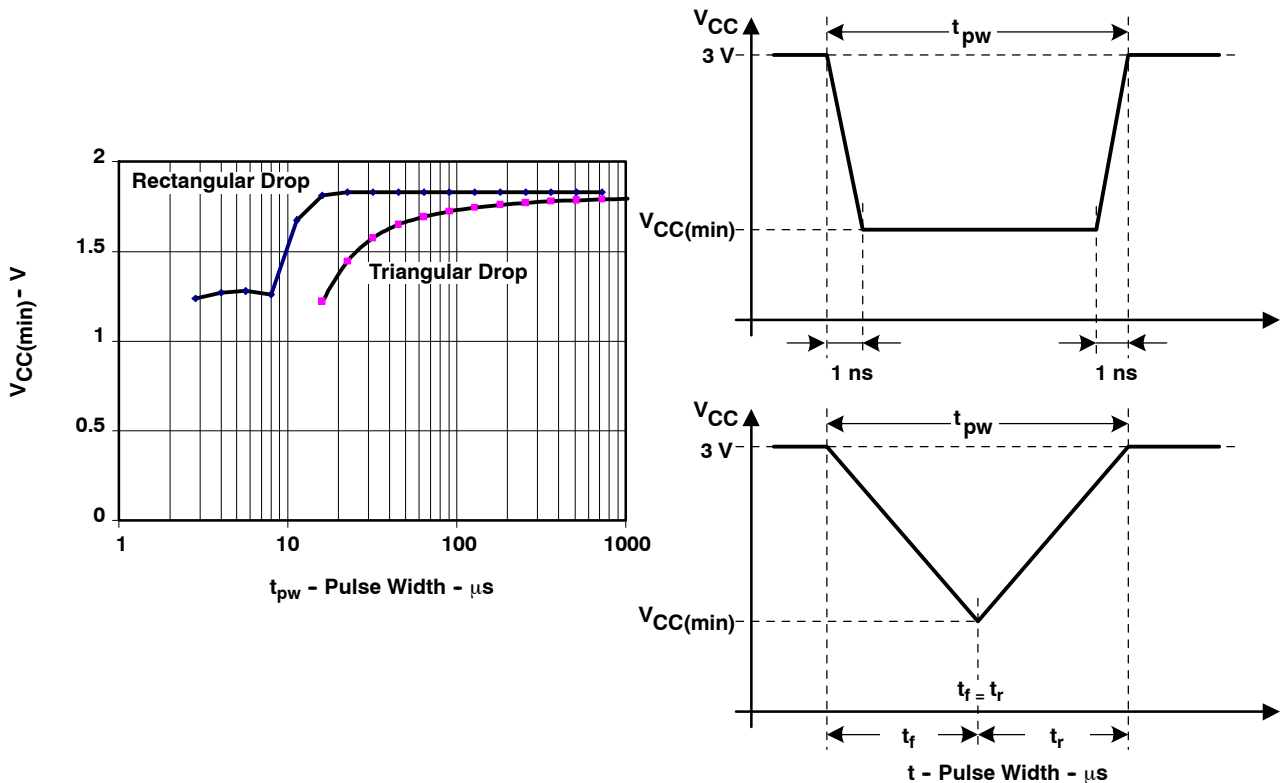 2
1.5
1
0.5
0
VCC(min) - V
Rectangular Drop
Triangular Drop
1 10 100 1000
tpw - Pulse Width - μs
VCC
3 V
tpw
VCC(min)
1 ns 1 ns
VCC
3 V
tpw
VCC(min)
tf = tr
tf tr
t - Pulse Width - μs